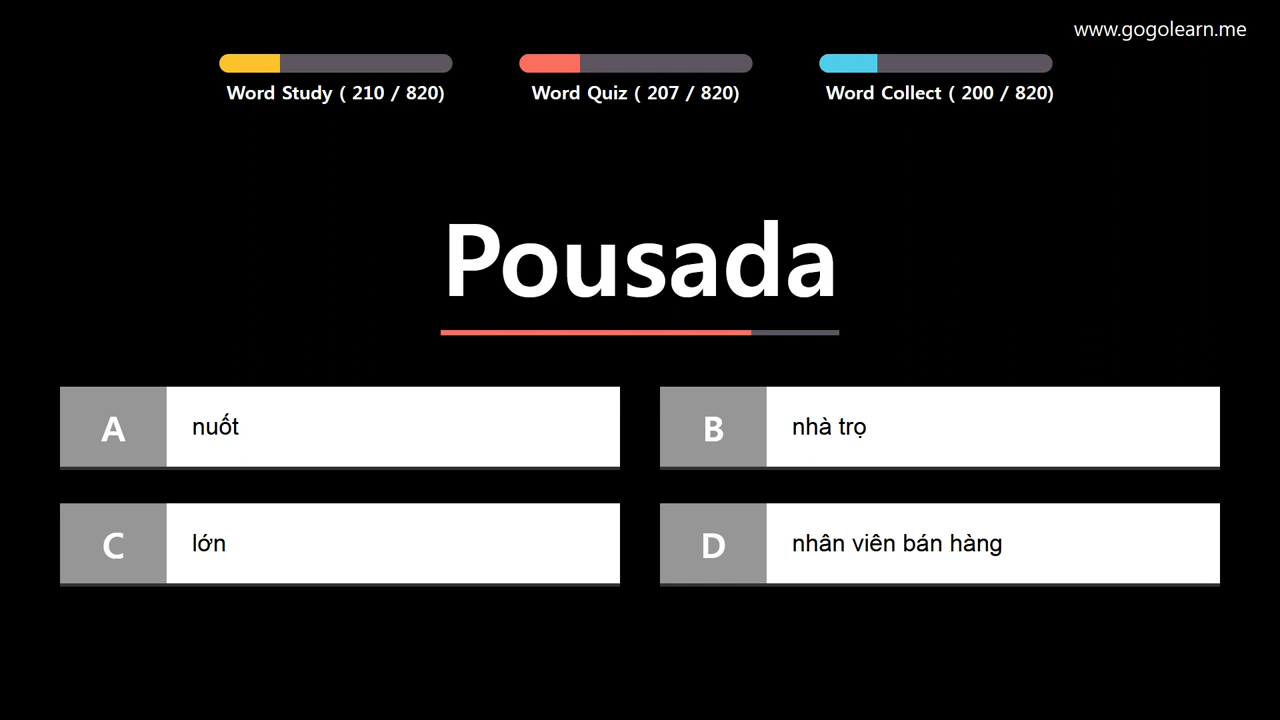 www.gogolearn.me
Word Study ( 210 / 820)
Word Quiz ( 207 / 820)
Word Collect ( 200 / 820)
Pousada
A
nuốt
B
nhà trọ
C
lớn
D
nhân viên bán hàng